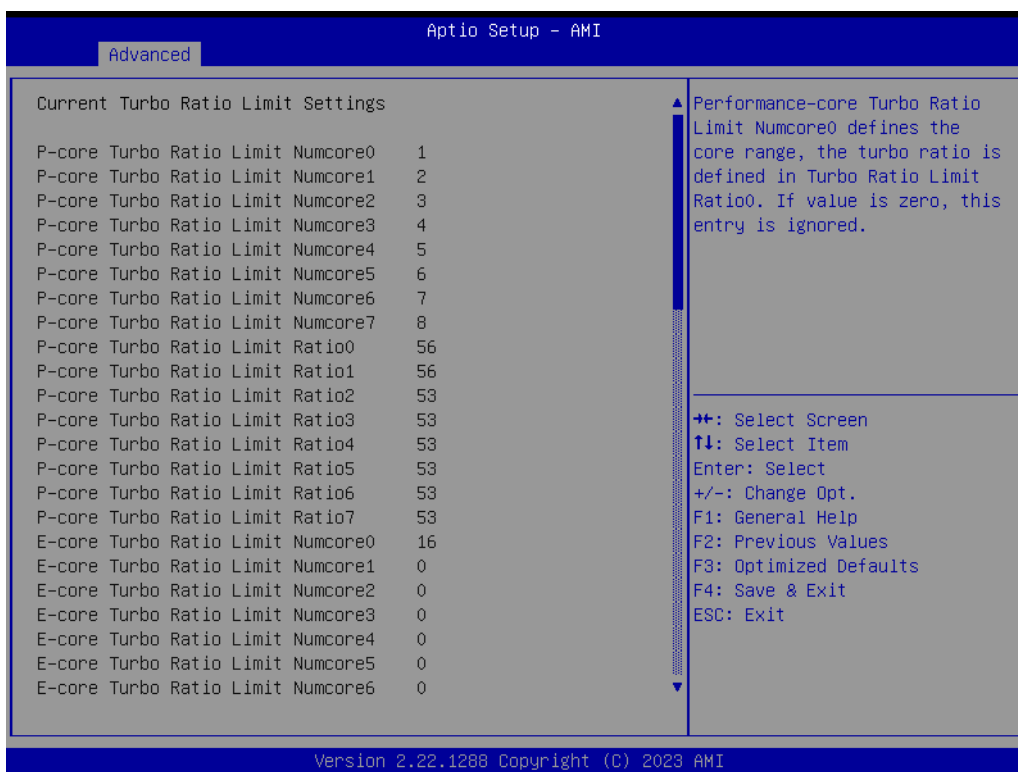 Aptio Setup – AMI
Advanced
Current Turbo Ratio Limit Settings
P-core Turbo Ratio Limit Numcore0 1
P-core Turbo Ratio Limit Numcore1 2
P-core Turbo Ratio Limit Numcore2 3
P-core Turbo Ratio Limit Numcore3 4
P-core Turbo Ratio Limit Numcore4 5
P-core Turbo Ratio Limit Numcore5 6
P-core Turbo Ratio Limit Numcore6 7
P-core Turbo Ratio Limit Numcore7 8
P-core Turbo Ratio Limit Ratio0 56
P-core Turbo Ratio Limit Ratio1 56
P-core Turbo Ratio Limit Ratio2 53
P-core Turbo Ratio Limit Ratio3 53
P-core Turbo Ratio Limit Ratio4 53
P-core Turbo Ratio Limit Ratio5 53
P-core Turbo Ratio Limit Ratio6 53
P-core Turbo Ratio Limit Ratio7 53
E-core Turbo Ratio Limit Numcore0 16
E-core Turbo Ratio Limit Numcore1 0
E-core Turbo Ratio Limit Numcore2 0
E-core Turbo Ratio Limit Numcore3 0
E-core Turbo Ratio Limit Numcore4 0
E-core Turbo Ratio Limit Numcore5 0
E-core Turbo Ratio Limit Numcore6 0
Performance-core Turbo Ratio
Limit Numcore0 defines the
core range, the turbo ratio is
defined in Turbo Ratio Limit
Ratio0. If value is zero, this
entry is ignored.
→←: Select Screen
↑↓: Select Item
Enter: Select
+/-: Change Opt.
F1: General Help
F2: Previous Values
F3: Optimized Defaults
F4: Save & Exit
ESC: Exit
Version 2.22.1288 Copyright (C) 2023 AMI